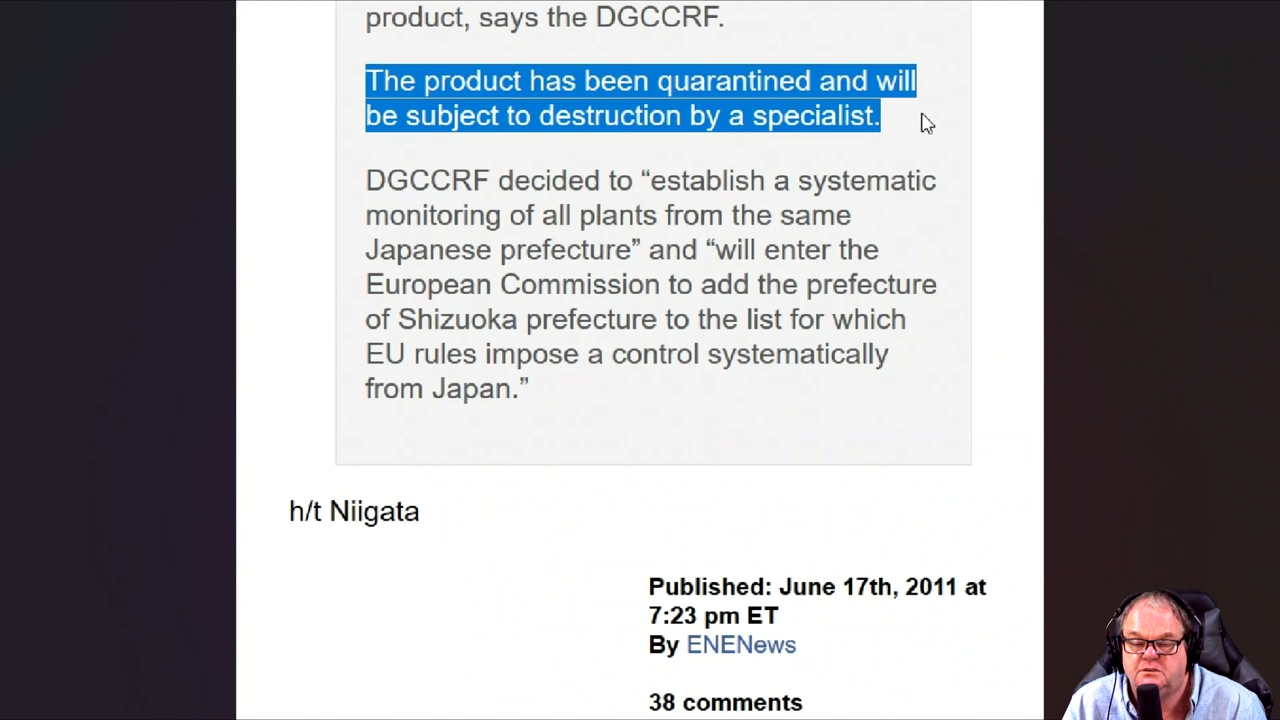 product, says the DGCCRF.
The product has been quarantined and will
be subject to destruction by a specialist.
DGCCRF decided to “establish a systematic
monitoring of all plants from the same
Japanese prefecture” and “will enter the
European Commission to add the prefecture
of Shizuoka prefecture to the list for which
EU rules impose a control systematically
from Japan.”
h/t Niigata
Published: June 17th, 2011 at
7:23 pm ET
By ENENews
38 comments